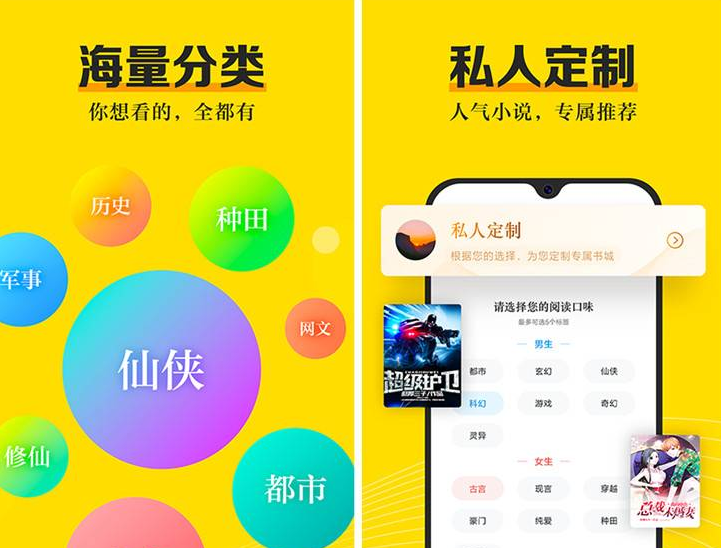 海量分类
你想看的，全都有
历史
种田
军事
网文
仙侠
修仙
都市
私人定制
人气小说，专属推荐
私人定制
根据您的选择，为您定制专属书城
请选择您的阅读口味
最多可选5个标签
男生
都市
玄幻
仙侠
科幻
游戏
奇幻
灵异
女生
古言
现言
穿越
豪门
纯爱
种田
超级护卫